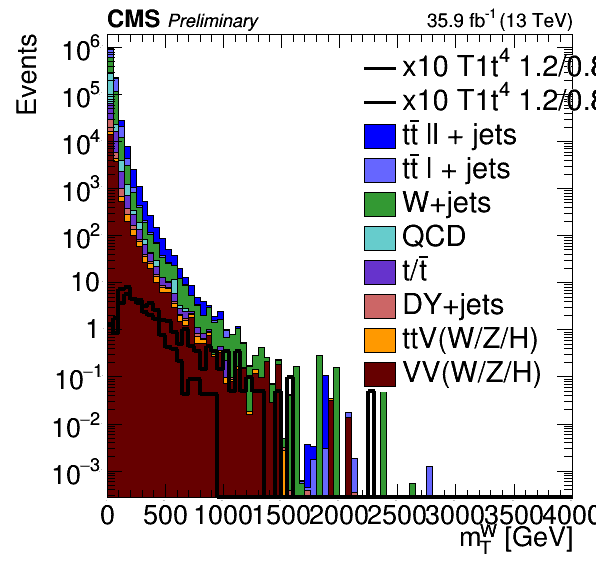 CMS Preliminary 35.9 fb⁻¹ (13 TeV)
Events
10⁶
10⁵
10⁴
10³
10²
10
1
10⁻¹
10⁻²
10⁻³
x10 T1t⁴ 1.2/0.8
x10 T1t⁴ 1.2/0.8
tt̄ ll + jets
tt̄ l + jets
W+jets
QCD
t/t̄
DY+jets
ttV(W/Z/H)
VV(W/Z/H)
0 500 1000 1500 2000 2500 3000 3500 4000
m_T^W [GeV]